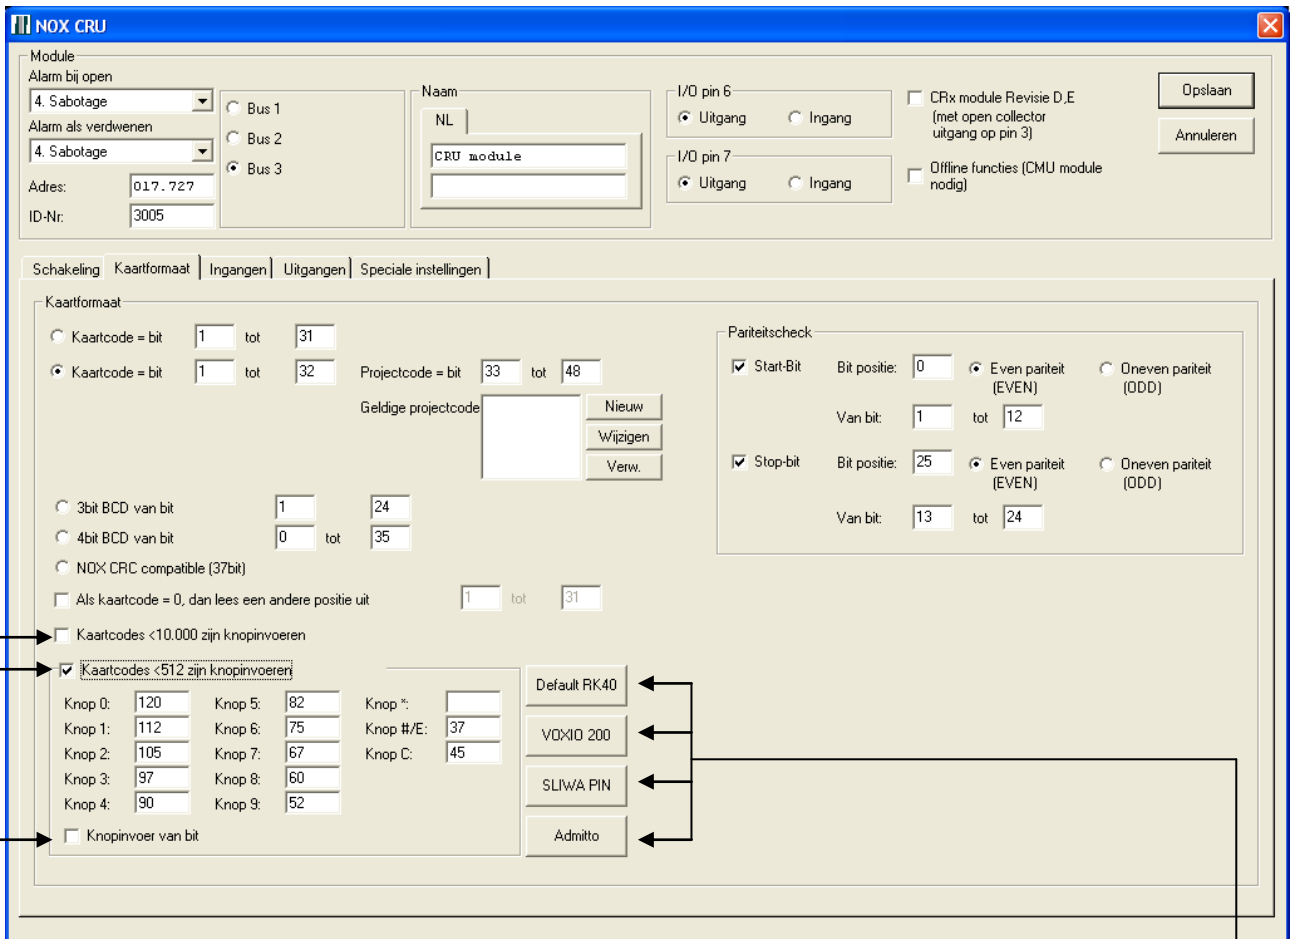 NOX CRU
Module
Alarm bij open
4. Sabotage
Alarm als verdwenen
4. Sabotage
Adres: 017.727
ID-Nr: 3005
Bus 1
Bus 2
Bus 3
Naam
NL
CRU module
I/O pin 6
Uitgang Ingang
I/O pin 7
Uitgang Ingang
CRx module Revisie D,E
(met open collector
uitgang op pin 3)
Offline functies (CMU module
nodig)
Opslaan
Annuleren
Schakeling Kaartformaat Ingangen Uitgangen Speciale instellingen
Kaartformaat
Kaartcode = bit 1 tot 31
Kaartcode = bit 1 tot 32 Projectcode = bit 33 tot 48
Geldige projectcode
Nieuw
Wijzigen
Verw.
3bit BCD van bit 1 24
4bit BCD van bit 0 tot 35
NOX CRC compatible (37bit)
Als kaartcode = 0, dan lees een andere positie uit 1 tot 31
Kaartcodes <10.000 zijn knopinvoeren
Kaartcodes <512 zijn knopinvoeren
Knop 0: 120 Knop 5: 82 Knop *:
Knop 1: 112 Knop 6: 75 Knop #/E: 37
Knop 2: 105 Knop 7: 67 Knop C: 45
Knop 3: 97 Knop 8: 60
Knop 4: 90 Knop 9: 52
Knopinvoer van bit
Default RK40
VOXIO 200
SLIWA PIN
Admitto
Pariteitscheck
Start-Bit Bit positie: 0 Even pariteit Oneven pariteit
(EVEN) (ODD)
Van bit: 1 tot 12
Stop-bit Bit positie: 25 Even pariteit Oneven pariteit
(EVEN) (ODD)
Van bit: 13 tot 24